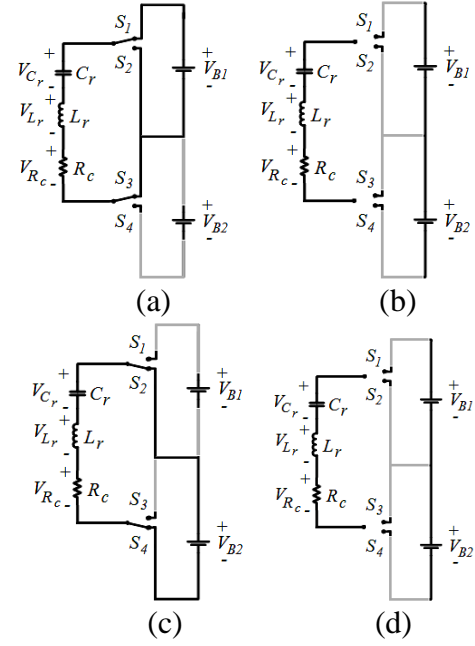 S1
+
S2
+
VCr
-
Cr
VB1
-
+
VLr
-
Lr
+
VRc
-
Rc
S3
S4
+
VB2
-
(a)
S1
+
S2
+
VCr
-
Cr
VB1
-
+
VLr
-
Lr
+
VRc
-
Rc
S3
S4
+
VB2
-
(b)
S1
+
S2
+
VCr
-
Cr
VB1
-
+
VLr
-
Lr
+
VRc
-
Rc
S3
S4
+
VB2
-
(c)
S1
+
S2
+
VCr
-
Cr
VB1
-
+
VLr
-
Lr
+
VRc
-
Rc
S3
S4
+
VB2
-
(d)